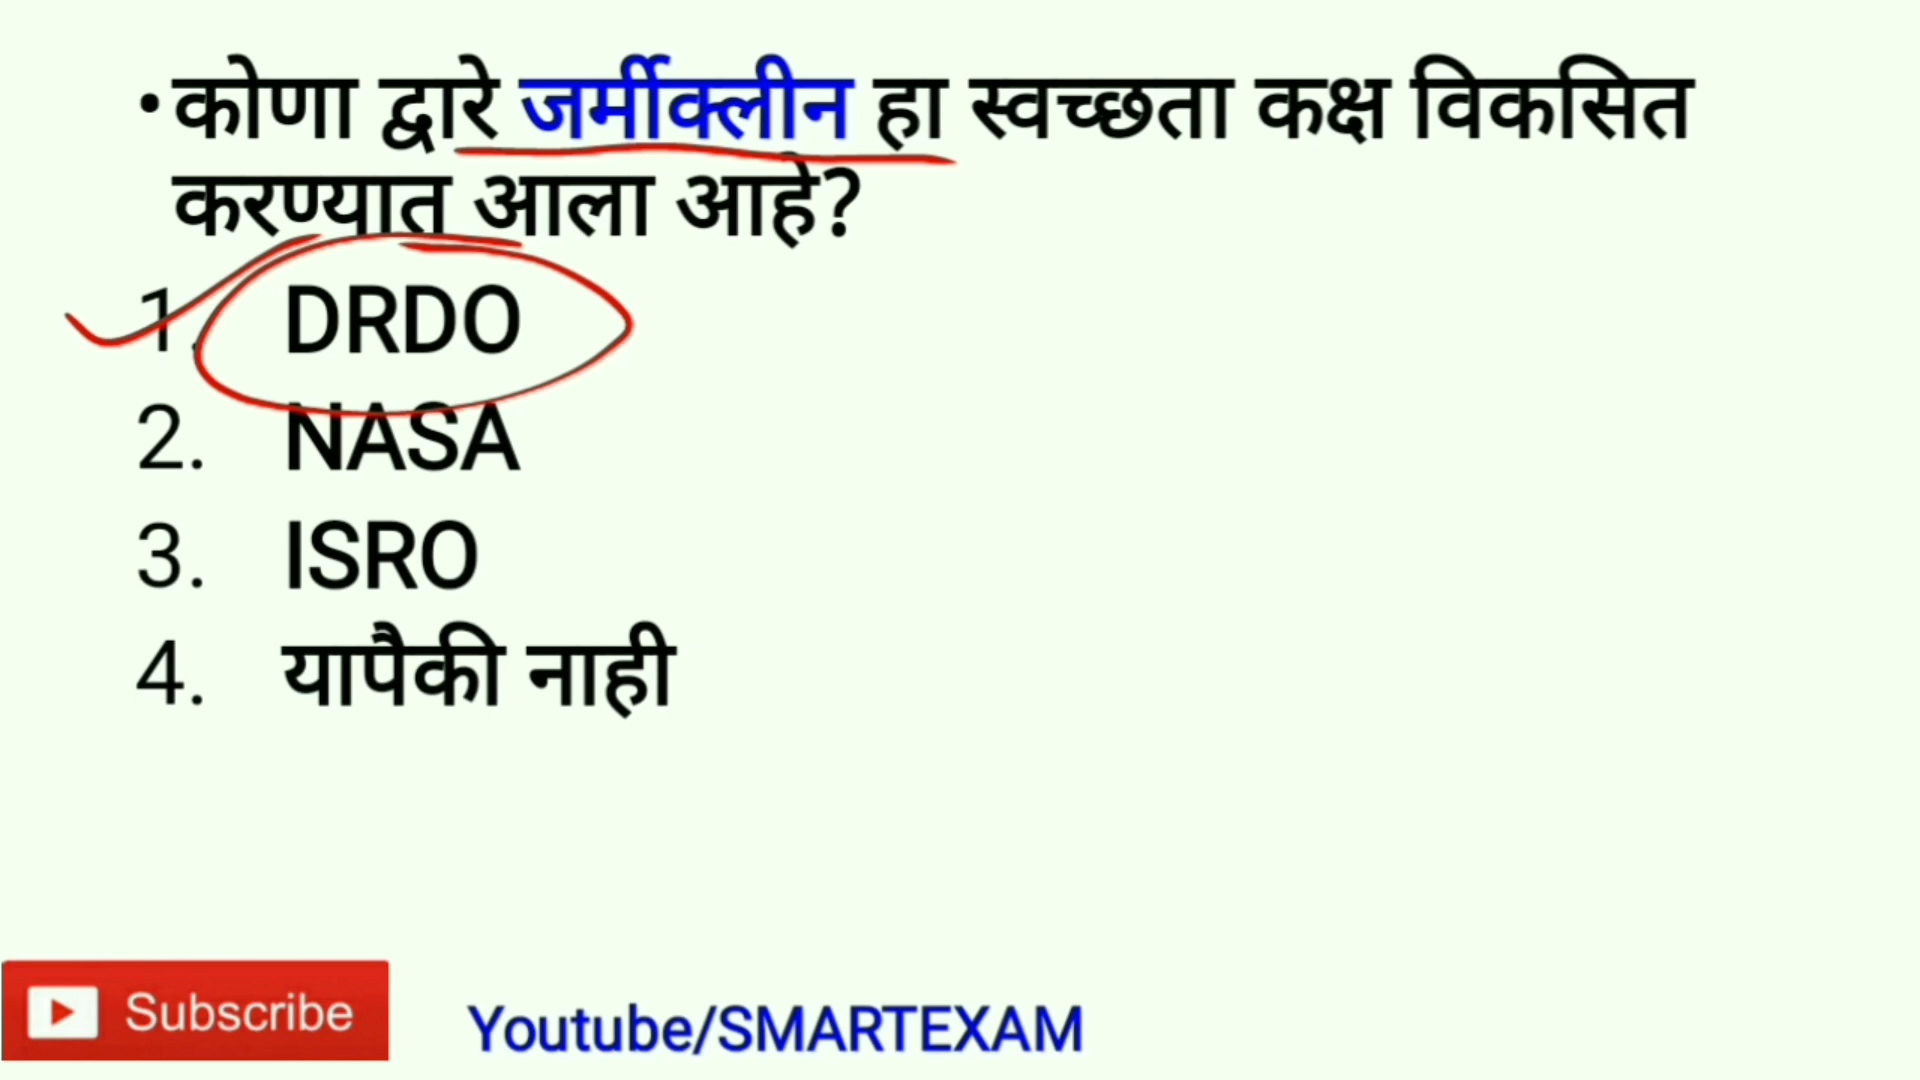 • कोणा द्वारे जर्मीक्लीन हा स्वच्छता कक्ष विकसित
करण्यात आला आहे?
1. DRDO
2. NASA
3. ISRO
4. यापैकी नाही
Subscribe
Youtube/SMARTEXAM